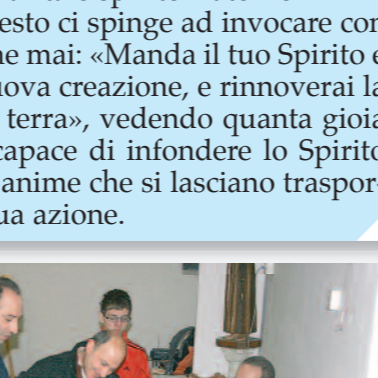 esto ci spinge ad invocare
ne mai: «Manda il tuo Spirito e
uova creazione, e rinnoverai la
terra», vedendo quanta gioia
capace di infondere lo Spirito
anime che si lasciano traspor-
ua azione.